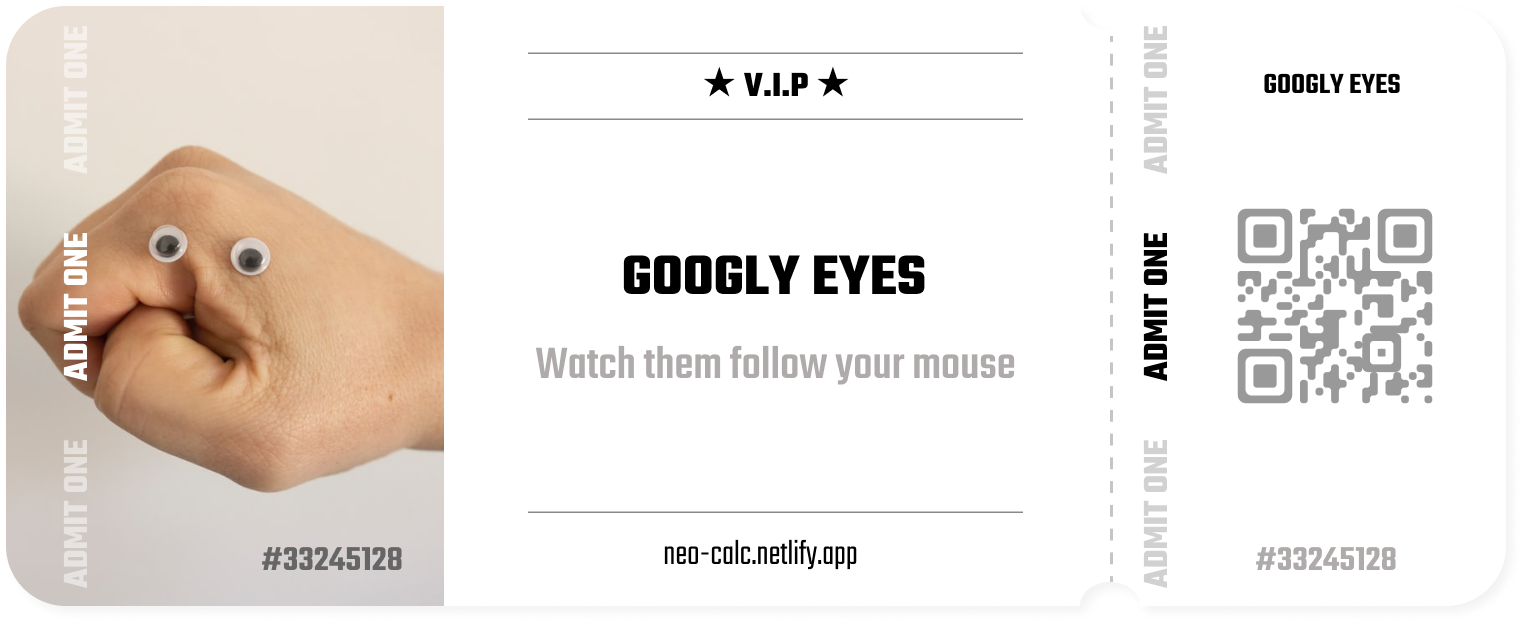 ADMIT ONE
ADMIT ONE
ADMIT ONE
#33245128
★ V.I.P ★
GOOGLY EYES
Watch them follow your mouse
neo-calc.netlify.app
ADMIT ONE
ADMIT ONE
ADMIT ONE
GOOGLY EYES
#33245128